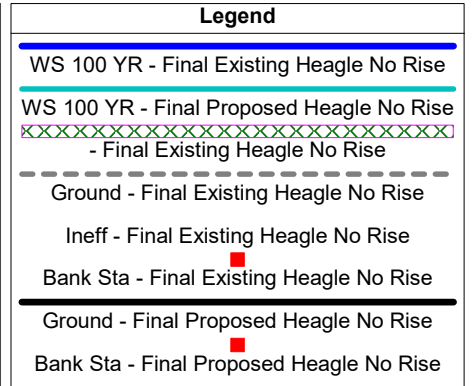 Legend
WS 100 YR - Final Existing Heagle No Rise
WS 100 YR - Final Proposed Heagle No Rise
- Final Existing Heagle No Rise
Ground - Final Existing Heagle No Rise
Ineff - Final Existing Heagle No Rise
Bank Sta - Final Existing Heagle No Rise
Ground - Final Proposed Heagle No Rise
Bank Sta - Final Proposed Heagle No Rise